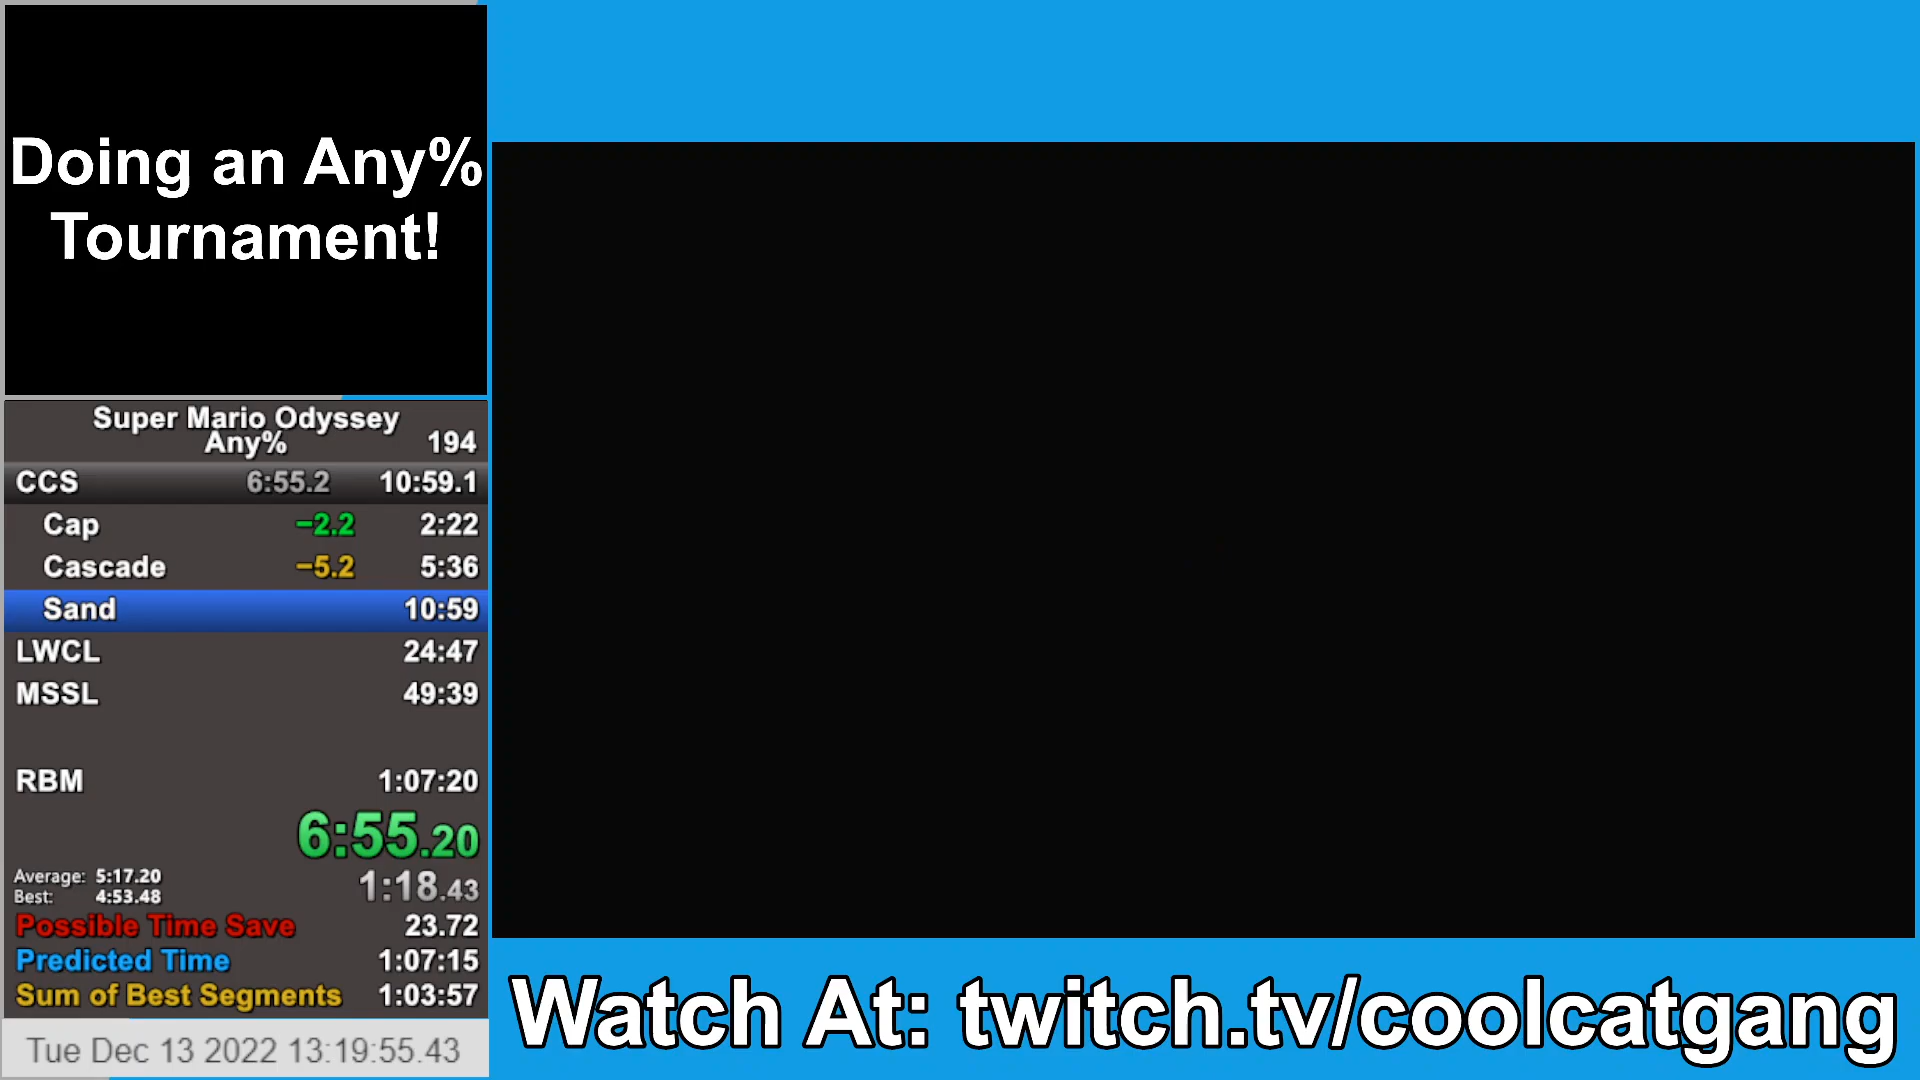 Doing an Any%
Tournament!
Super Mario Odyssey
Any% 194
CCS 6:55.2 10:59.1
Cap −2.2 2:22
Cascade −5.2 5:36
Sand 10:59
LWCL 24:47
MSSL 49:39
RBM 1:07:20
6:55.20
Average: 5:17.20
Best: 4:53.48
1:18.43
Possible Time Save 23.72
Predicted Time 1:07:15
Sum of Best Segments 1:03:57
Tue Dec 13 2022 13:19:55.43
Watch At: twitch.tv/coolcatgang